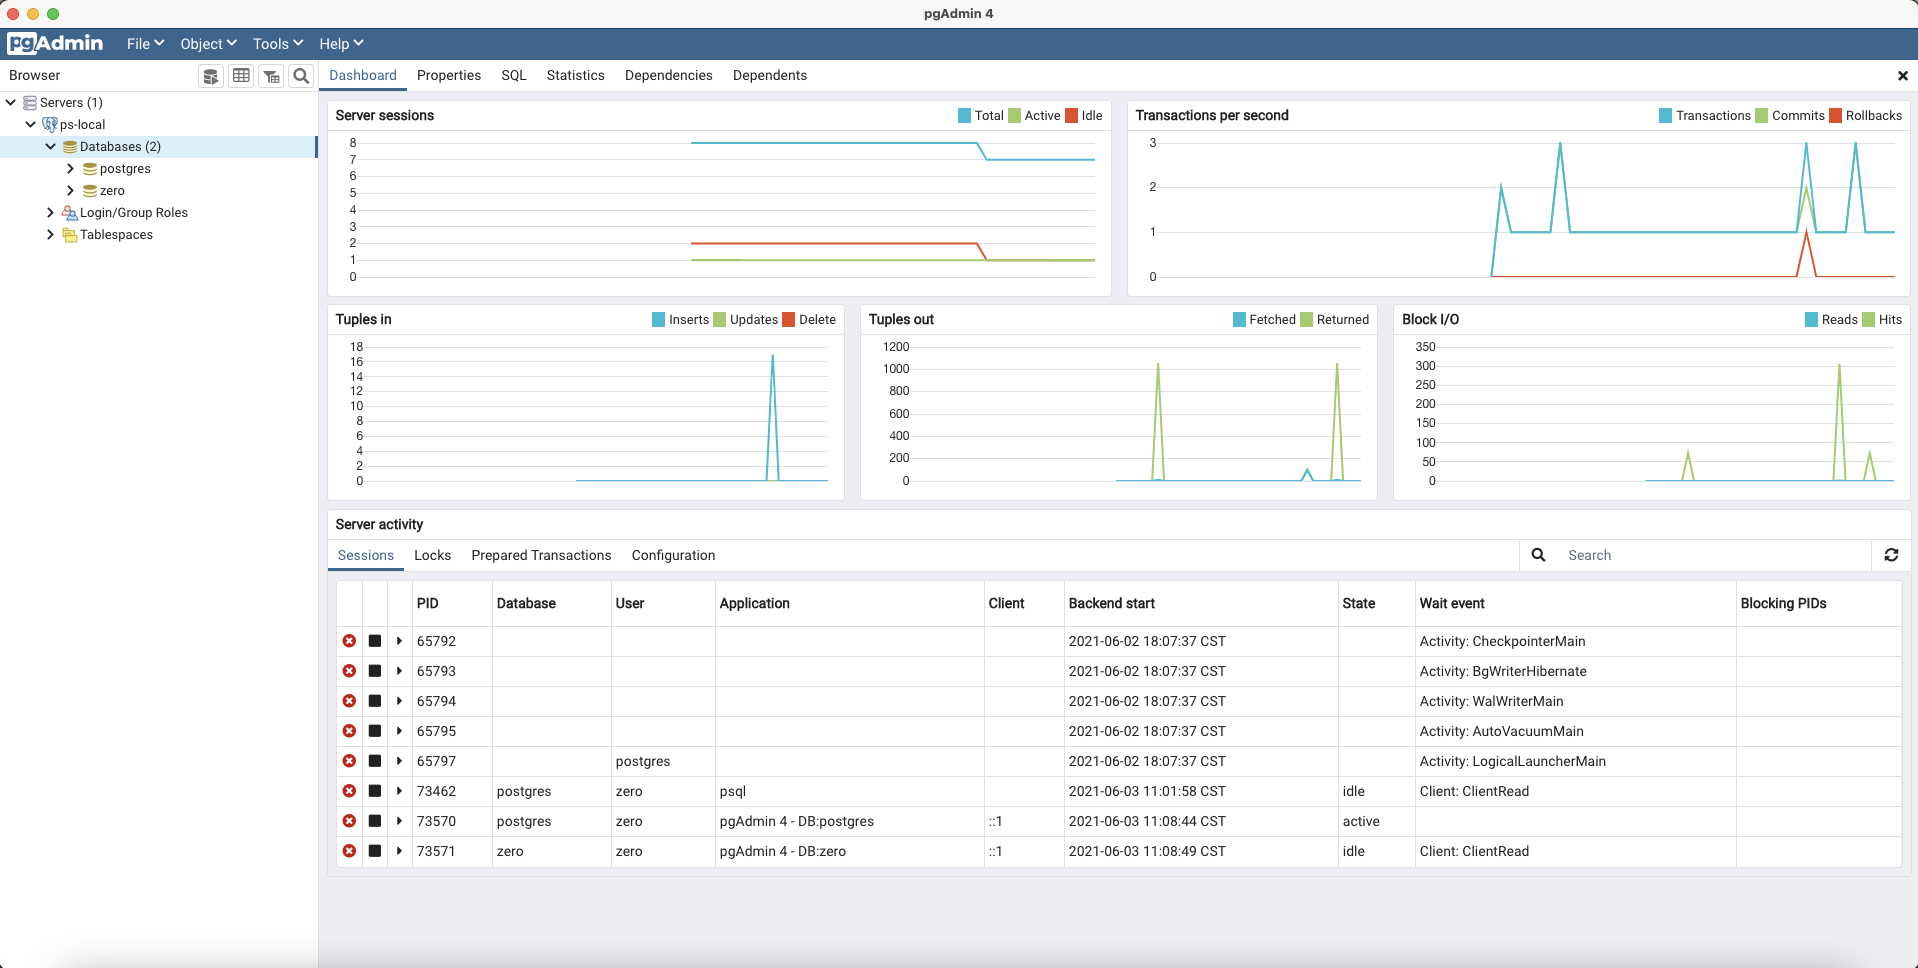 pgAdmin 4
pgAdmin File Object Tools Help
Browser
Dashboard Properties SQL Statistics Dependencies Dependents
Servers (1)
ps-local
Databases (2)
postgres
zero
Login/Group Roles
Tablespaces
Server sessions Total Active Idle
8
7
6
5
4
3
2
1
0
Transactions per second Transactions Commits Rollbacks
3
2
1
0
Tuples in Inserts Updates Delete
18
16
14
12
10
8
6
4
2
0
Tuples out Fetched Returned
1200
1000
800
600
400
200
0
Block I/O Reads Hits
350
300
250
200
150
100
50
0
Server activity
Sessions Locks Prepared Transactions Configuration Search
PID Database User Application Client Backend start State Wait event Blocking PIDs
65792 2021-06-02 18:07:37 CST Activity: CheckpointerMain
65793 2021-06-02 18:07:37 CST Activity: BgWriterHibernate
65794 2021-06-02 18:07:37 CST Activity: WalWriterMain
65795 2021-06-02 18:07:37 CST Activity: AutoVacuumMain
65797 postgres 2021-06-02 18:07:37 CST Activity: LogicalLauncherMain
73462 postgres zero psql 2021-06-03 11:01:58 CST idle Client: ClientRead
73570 postgres zero pgAdmin 4 - DB:postgres ::1 2021-06-03 11:08:44 CST active
73571 zero zero pgAdmin 4 - DB:zero ::1 2021-06-03 11:08:49 CST idle Client: ClientRead